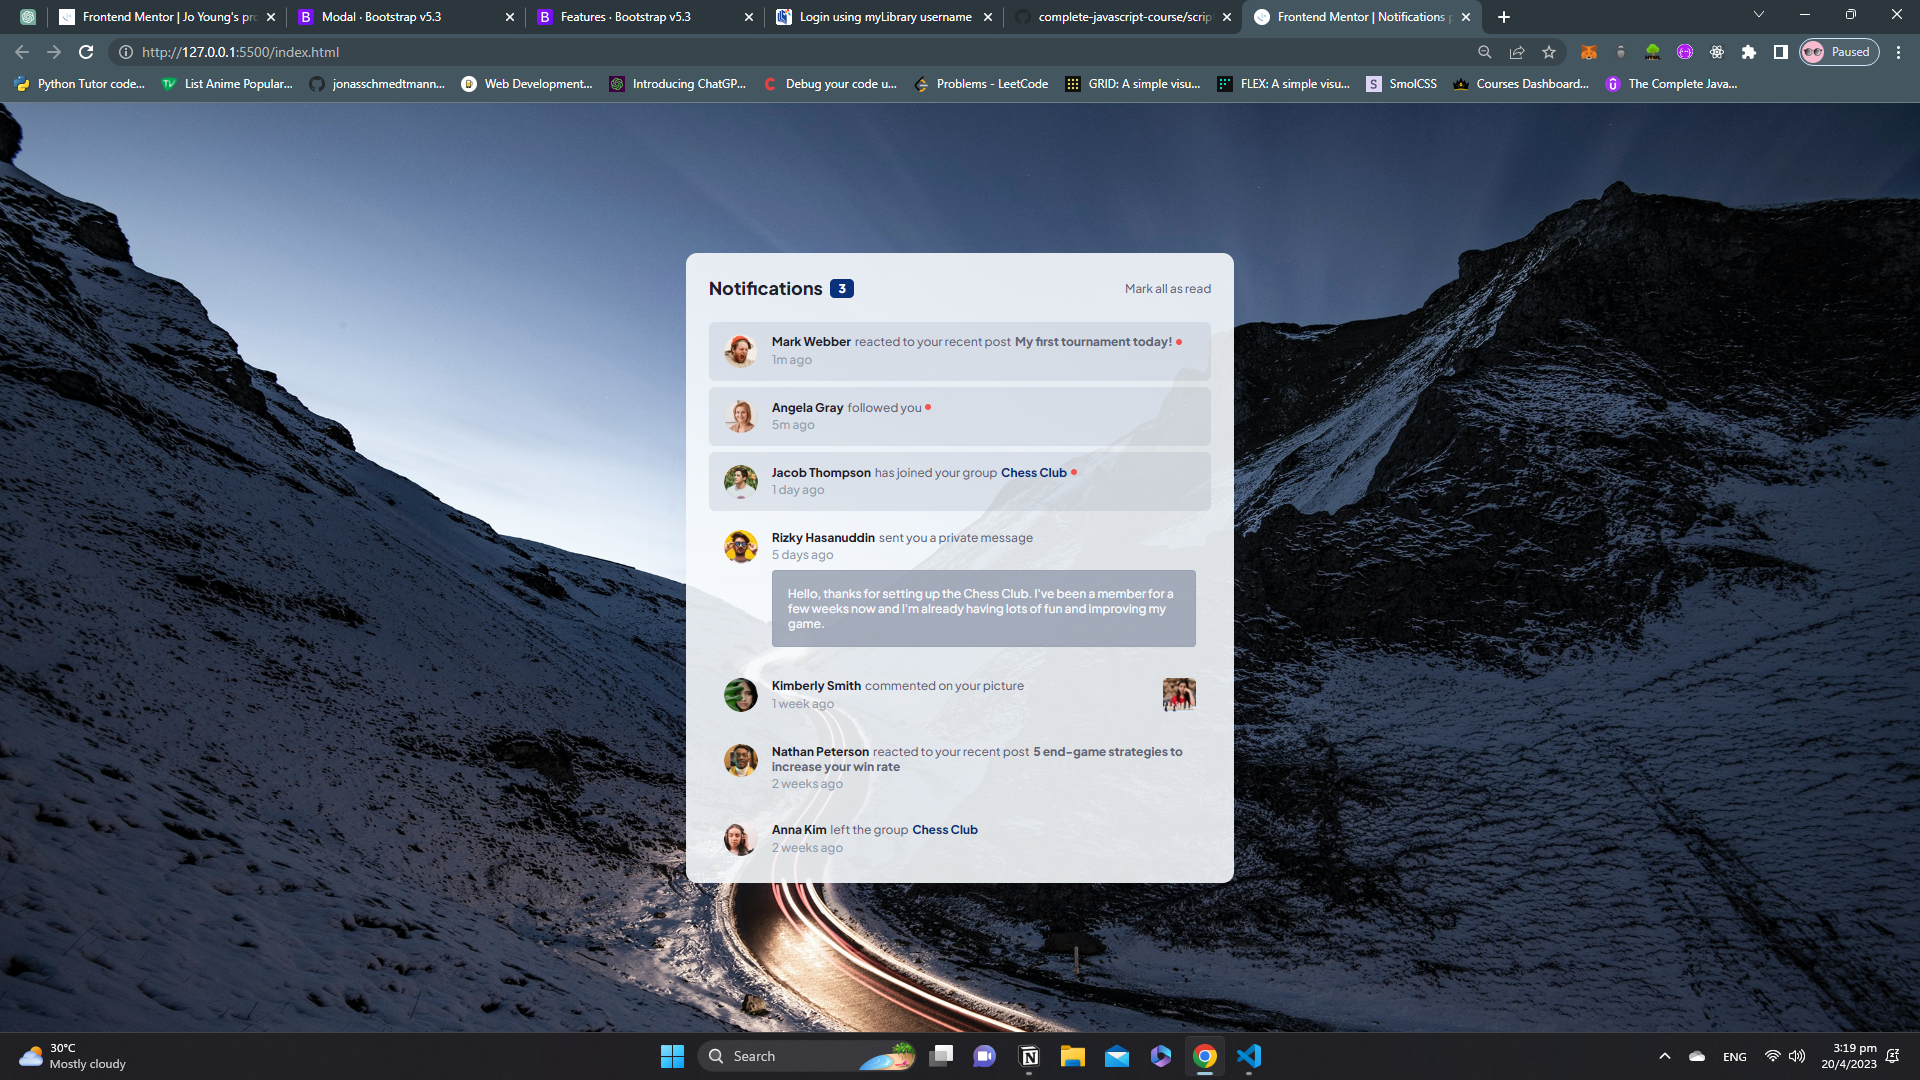 Frontend Mentor | Jo Young's pro
Modal · Bootstrap v5.3
Features · Bootstrap v5.3
Login using myLibrary username
complete-javascript-course/scrip
Frontend Mentor | Notifications p
http://127.0.0.1:5500/index.html
Paused
Python Tutor code...
List Anime Popular...
jonasschmedtmann...
Web Development...
Introducing ChatGP...
Debug your code u...
Problems - LeetCode
GRID: A simple visu...
FLEX: A simple visu...
SmolCSS
Courses Dashboard...
The Complete Java...
Notifications 3
Mark all as read
Mark Webber reacted to your recent post My first tournament today!
1m ago
Angela Gray followed you
5m ago
Jacob Thompson has joined your group Chess Club
1 day ago
Rizky Hasanuddin sent you a private message
5 days ago
Hello, thanks for setting up the Chess Club. I've been a member for a
few weeks now and I'm already having lots of fun and improving my
game.
Kimberly Smith commented on your picture
1 week ago
Nathan Peterson reacted to your recent post 5 end-game strategies to
increase your win rate
2 weeks ago
Anna Kim left the group Chess Club
2 weeks ago
30°C
Mostly cloudy
Search
ENG
3:19 pm
20/4/2023